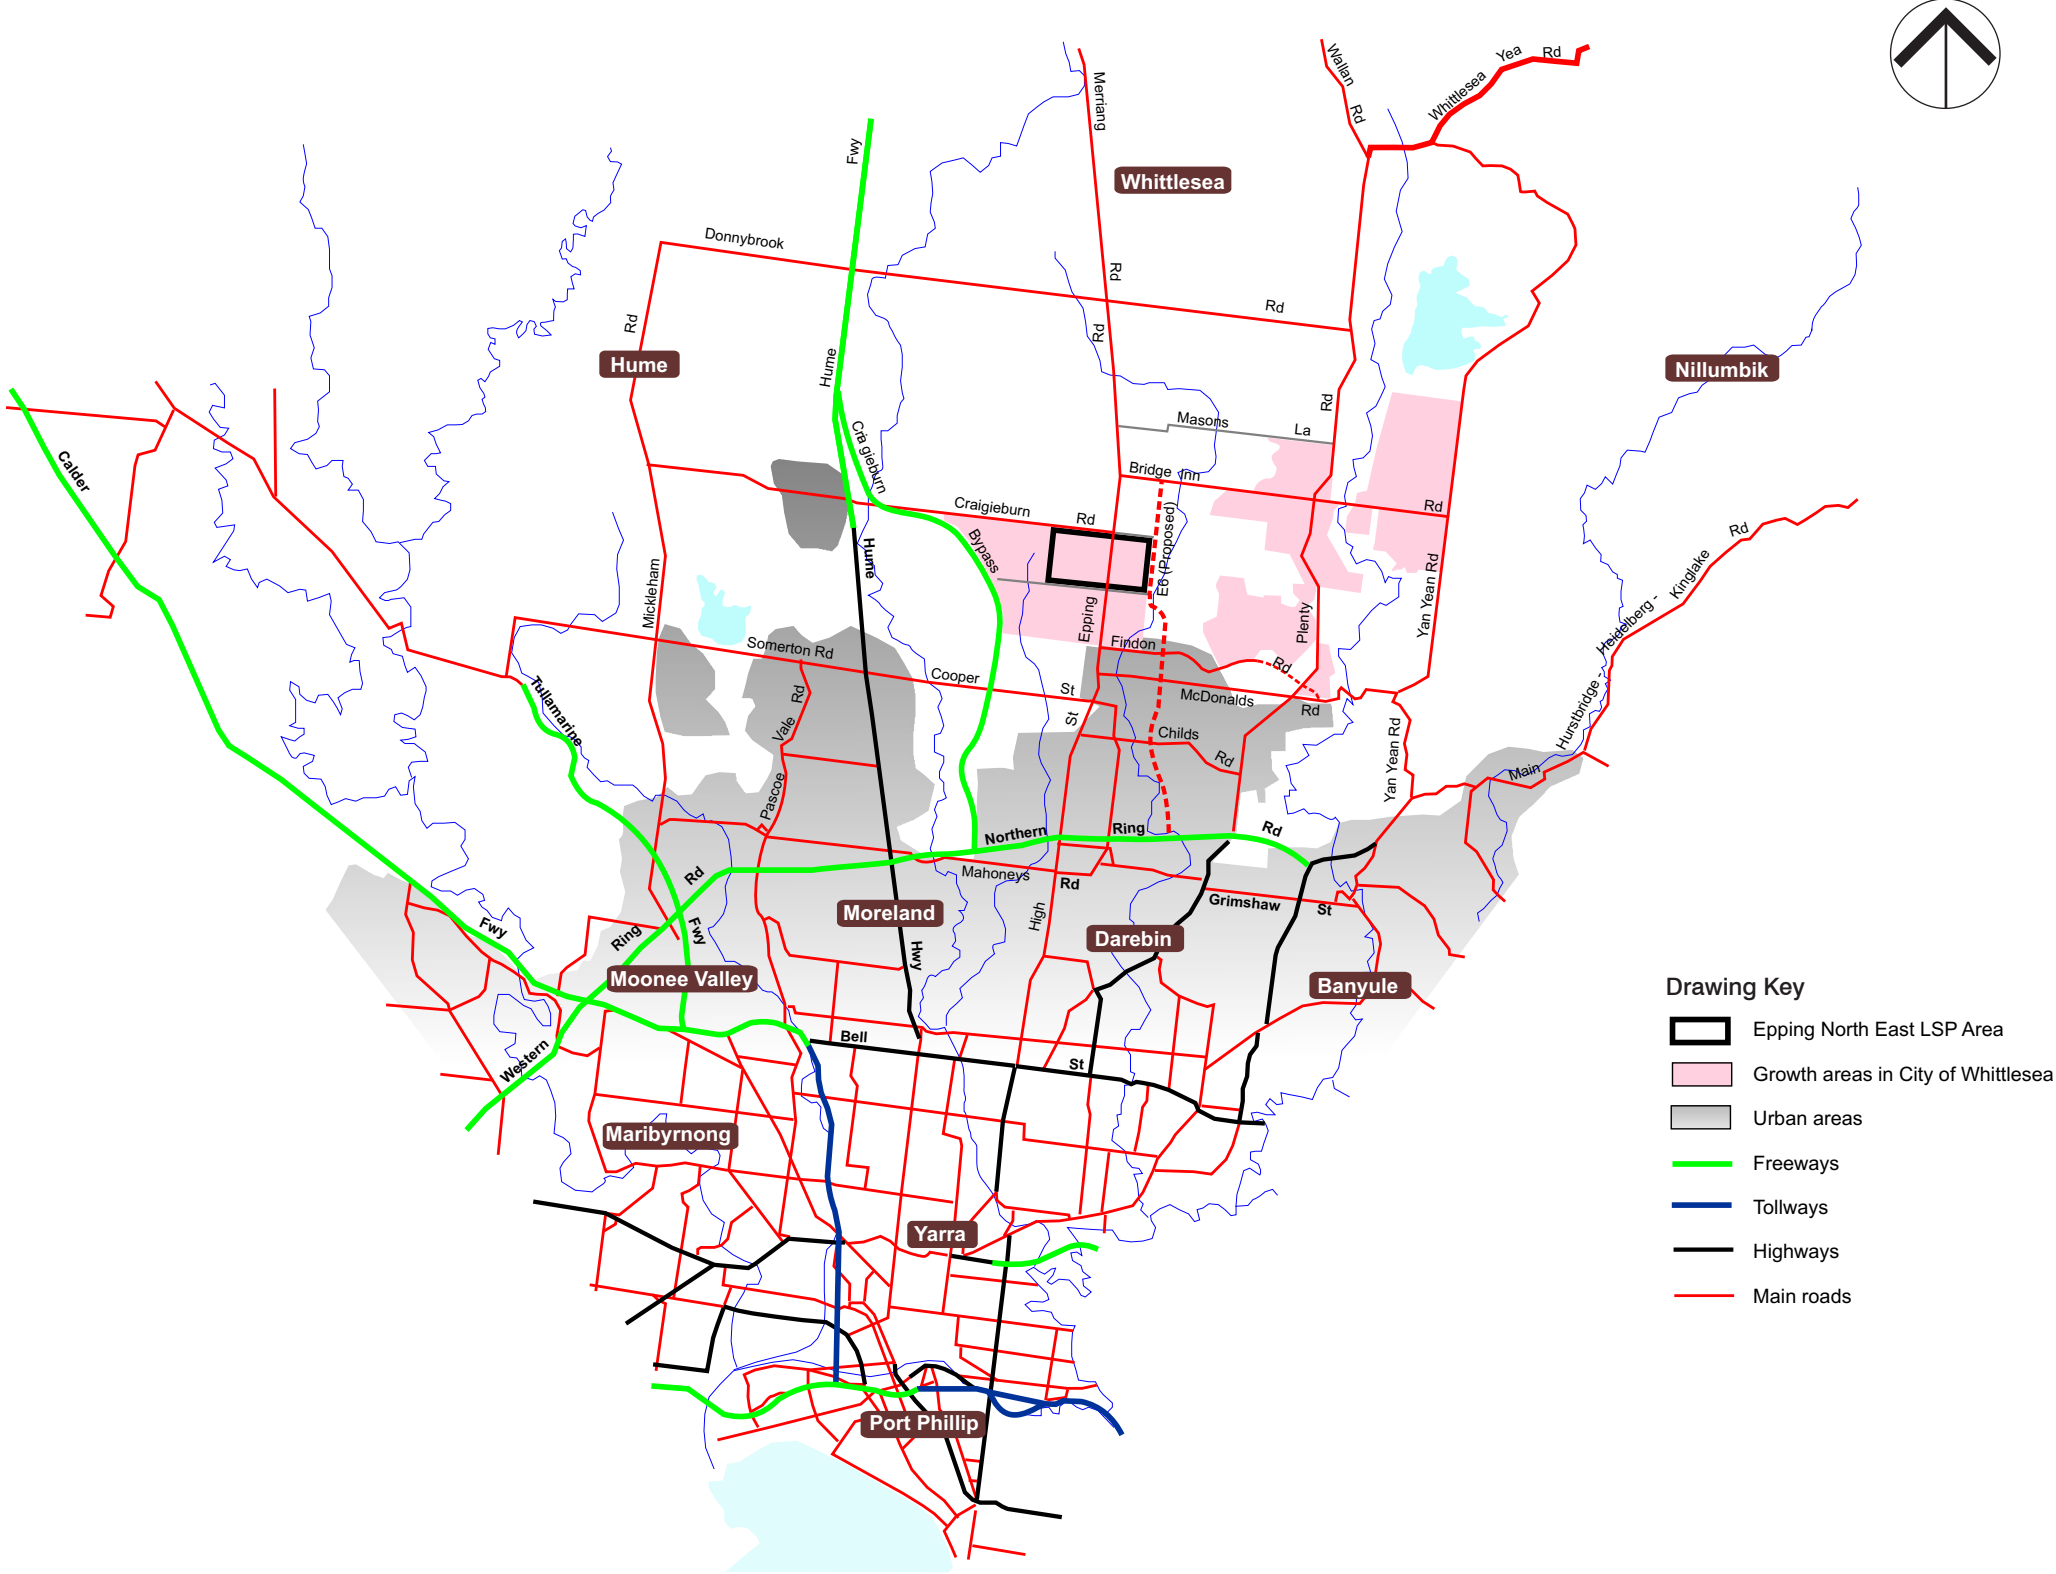 Wallan
Rd
Whittlesea
Yea
Rd
Merriang
Rd
Rd
Whittlesea
Fwy
Hume
Donnybrook
Rd
Rd
Hume
Nillumbik
Calder
Fwy
Craigieburn
Bypass
Masons
La
Rd
Bridge Inn
Rd
Craigieburn
Rd
E6 (Proposed)
Hume
Hwy
Mickleham
Epping
Findon
Rd
Plenty
Yan Yean Rd
Heidelberg -
Kinglake
Rd
Hurstbridge -
Somerton Rd
Cooper
St
St
McDonalds
Rd
Childs
Rd
Tullamarine
Fwy
Vale
Rd
Pascoe
Yan Yean Rd
Main
Northern
Ring
Rd
Mahoneys
Rd
High
Grimshaw
St
Rd
Ring
Western
Moreland
Darebin
Banyule
Moonee Valley
Bell
St
Maribyrnong
Yarra
Port Phillip
Drawing Key
Epping North East LSP Area
Growth areas in City of Whittlesea
Urban areas
Freeways
Tollways
Highways
Main roads